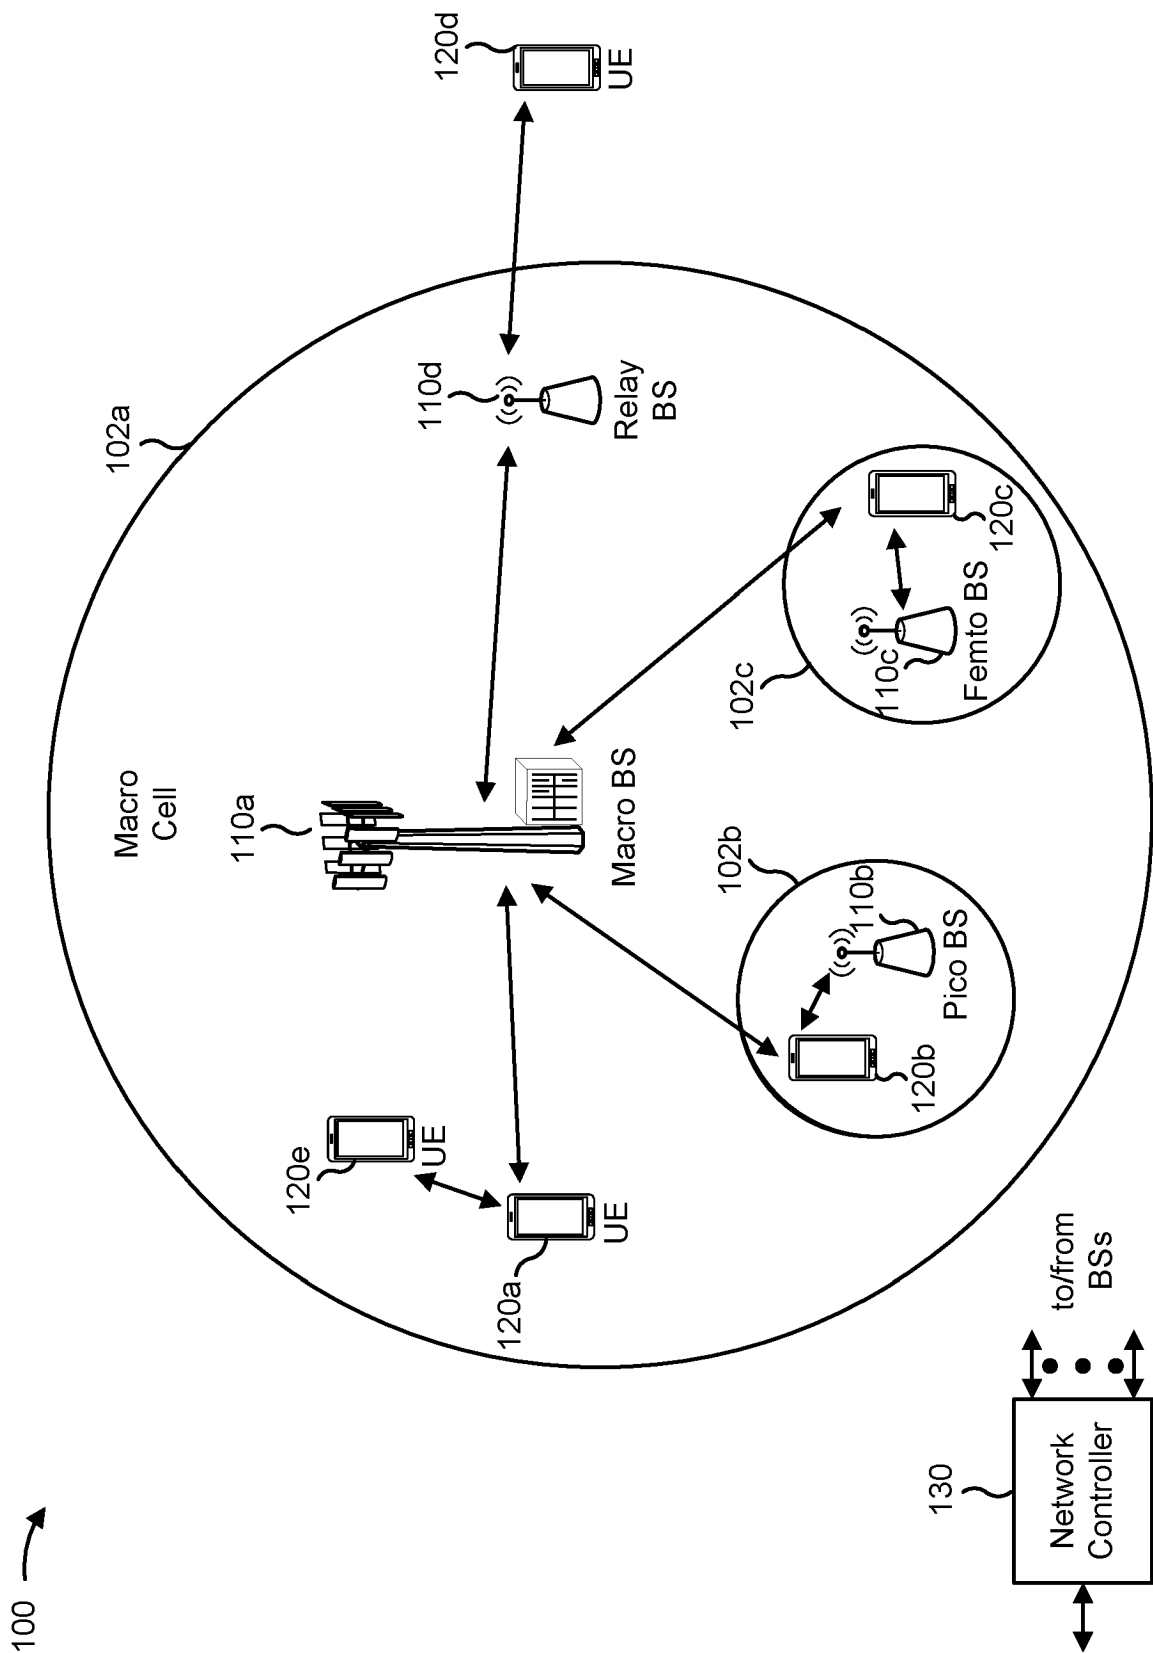 100
102a
Macro
Cell
110a
120d
UE
110d
Relay
BS
120e
UE
120a
UE
Macro BS
102b
110b
Pico BS
120b
102c
110c
Femto BS
120c
130
Network
Controller
to/from
BSs